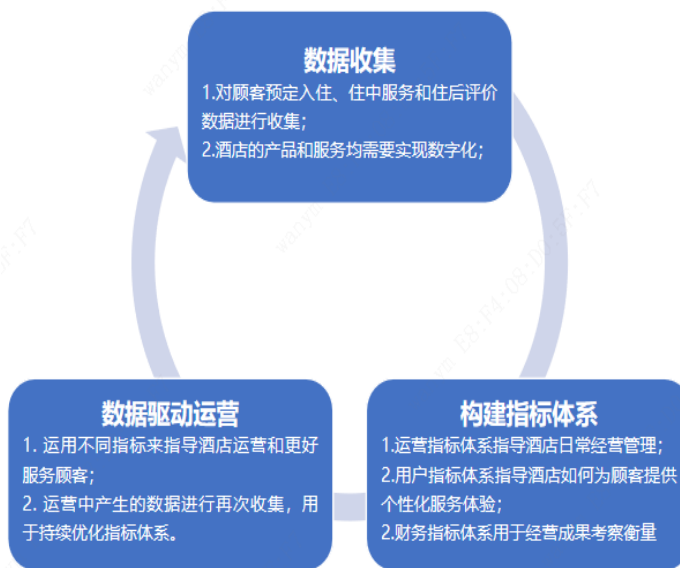 数据收集
1.对顾客预定入住、住中服务和住后评价
数据进行收集；
2.酒店的产品和服务均需要实现数字化；
数据驱动运营
1. 运用不同指标来指导酒店运营和更好
服务顾客；
2. 运营中产生的数据进行再次收集，用
于持续优化指标体系。
构建指标体系
1.运营指标体系指导酒店日常经营管理；
2.用户指标体系指导酒店如何为顾客提供
个性化服务体验；
2.财务指标体系用于经营成果考察衡量